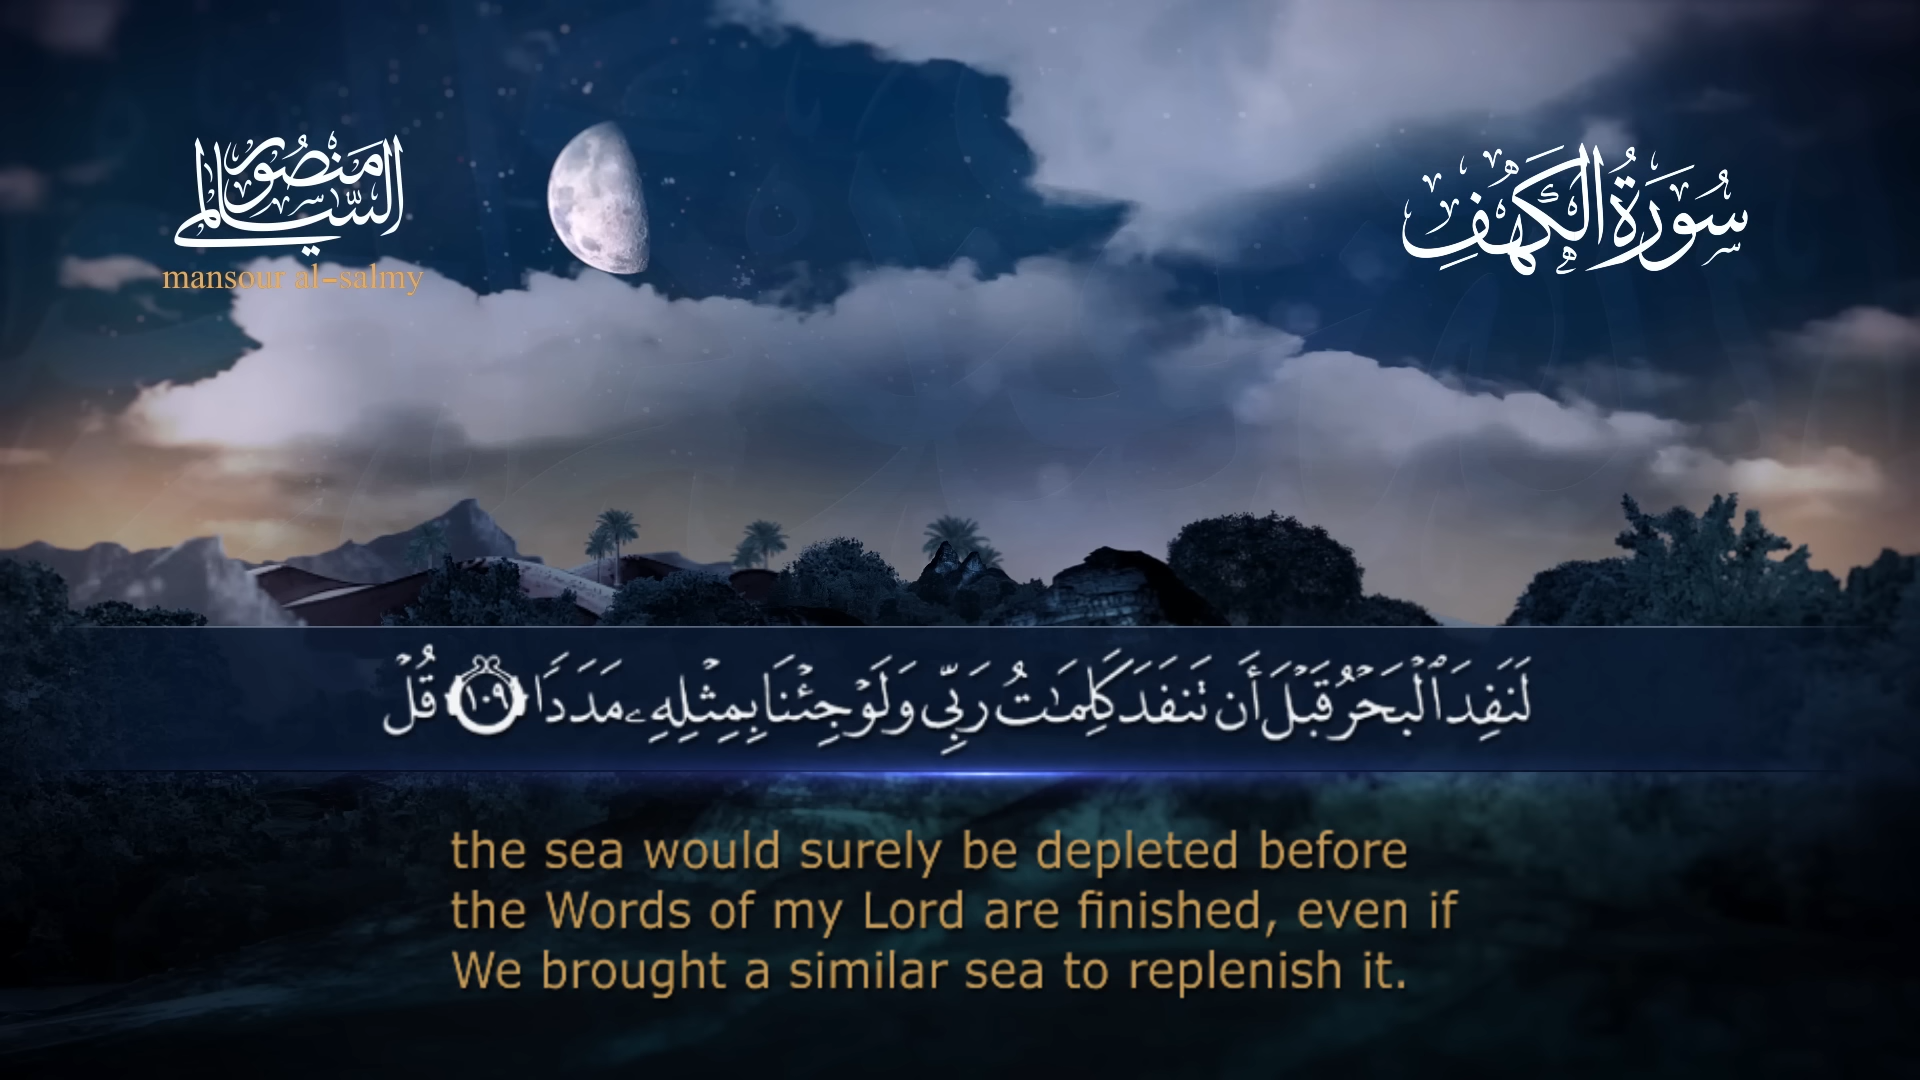 منصور
السالمي
mansour al-salmy
سُورَةُ الكَهْفِ
لَنَفِدَ ٱلْبَحْرُ قَبْلَ أَن تَنفَدَ كَلِمَـٰتُ رَبِّى وَلَوْ جِئْنَا بِمِثْلِهِۦ مَدَدًا ١٠٩ قُلْ
the sea would surely be depleted before
the Words of my Lord are finished, even if
We brought a similar sea to replenish it.